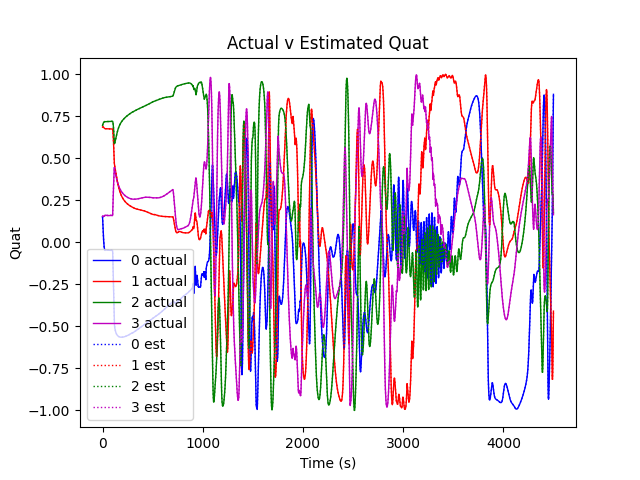 Actual v Estimated Quat
Quat
1.00
0.75
0.50
0.25
0.00
−0.25
−0.50
−0.75
−1.00
0 actual
1 actual
2 actual
3 actual
0 est
1 est
2 est
3 est
0
1000
2000
3000
4000
Time (s)